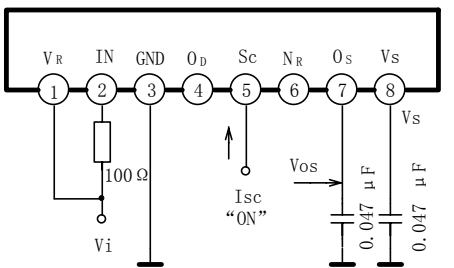 VR IN GND OD Sc NR OS Vs
1 2 3 4 5 6 7 8
Vs
100Ω
Vos
Isc
"ON"
Vi
0.047 μF
0.047 μF